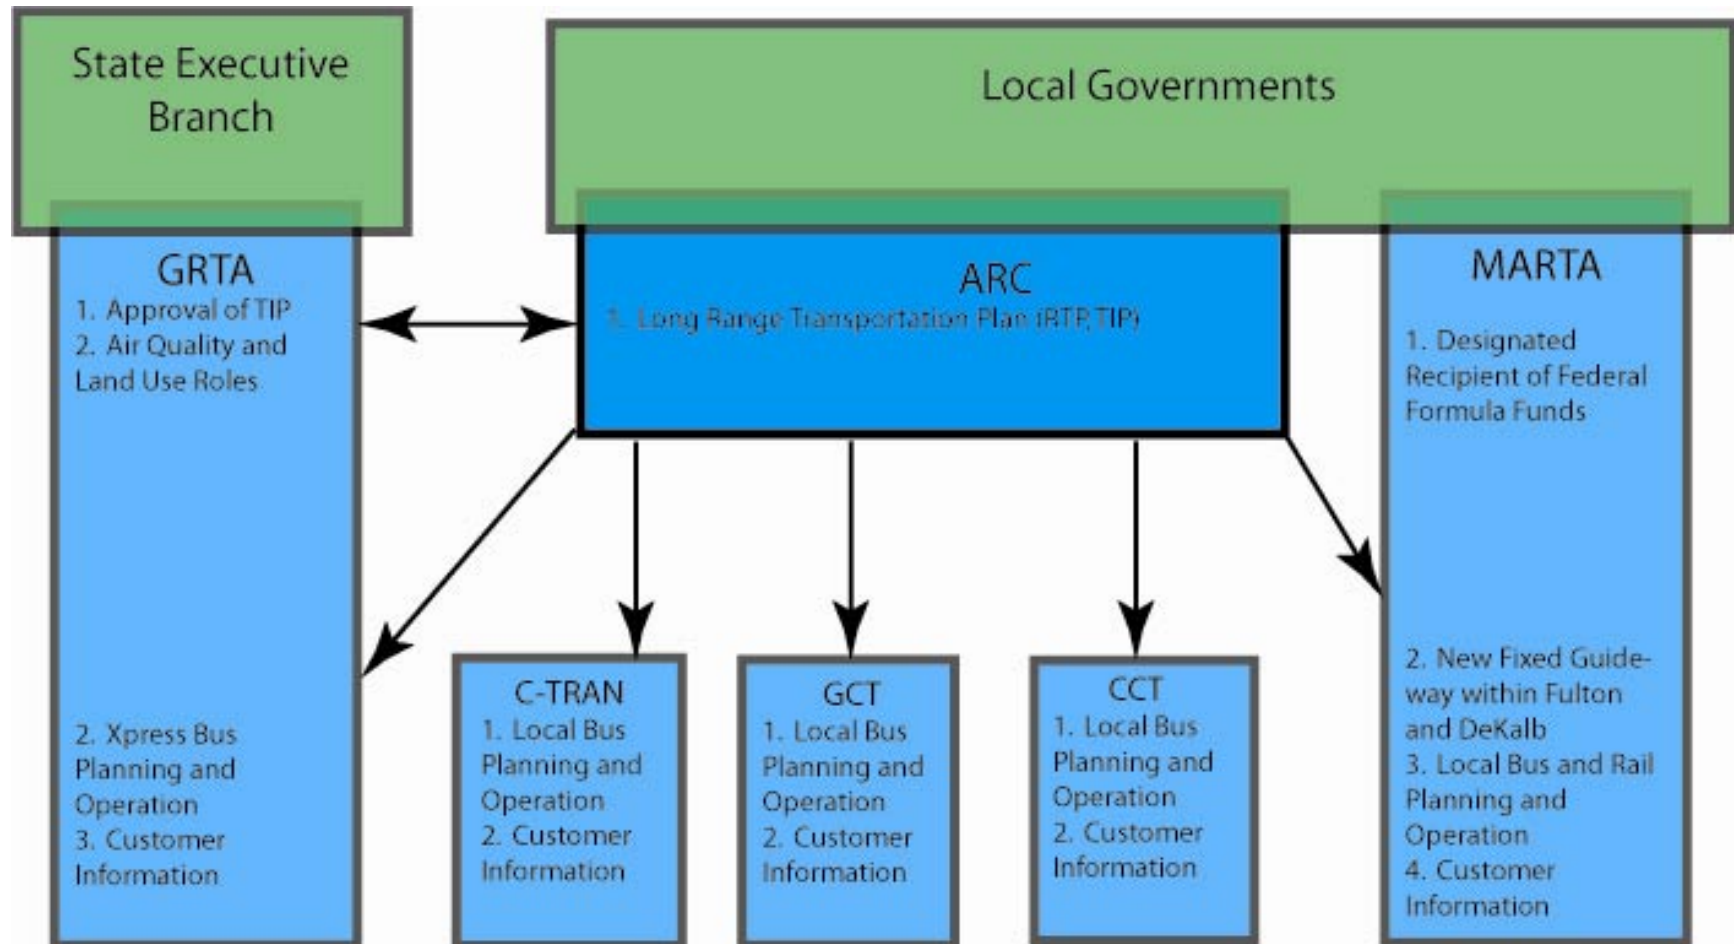 State Executive
Branch
Local Governments
GRTA
1. Approval of TIP
2. Air Quality and
Land Use Roles
2. Xpress Bus
Planning and
Operation
3. Customer
Information
ARC
1. Long Range Transportation Plan (RTP,TIP)
MARTA
1. Designated
Recipient of Federal
Formula Funds
2. New Fixed Guide-
way within Fulton
and DeKalb
3. Local Bus and Rail
Planning and
Operation
4. Customer
Information
C-TRAN
1. Local Bus
Planning and
Operation
2. Customer
Information
GCT
1. Local Bus
Planning and
Operation
2. Customer
Information
CCT
1. Local Bus
Planning and
Operation
2. Customer
Information